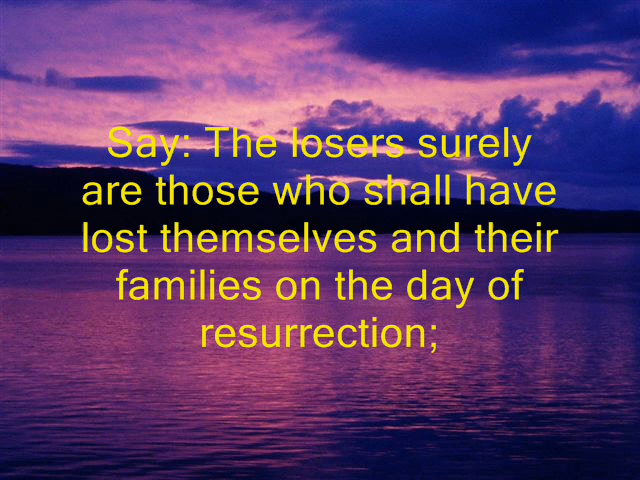 Say: The losers surely
are those who shall have
lost themselves and their
families on the day of
resurrection;